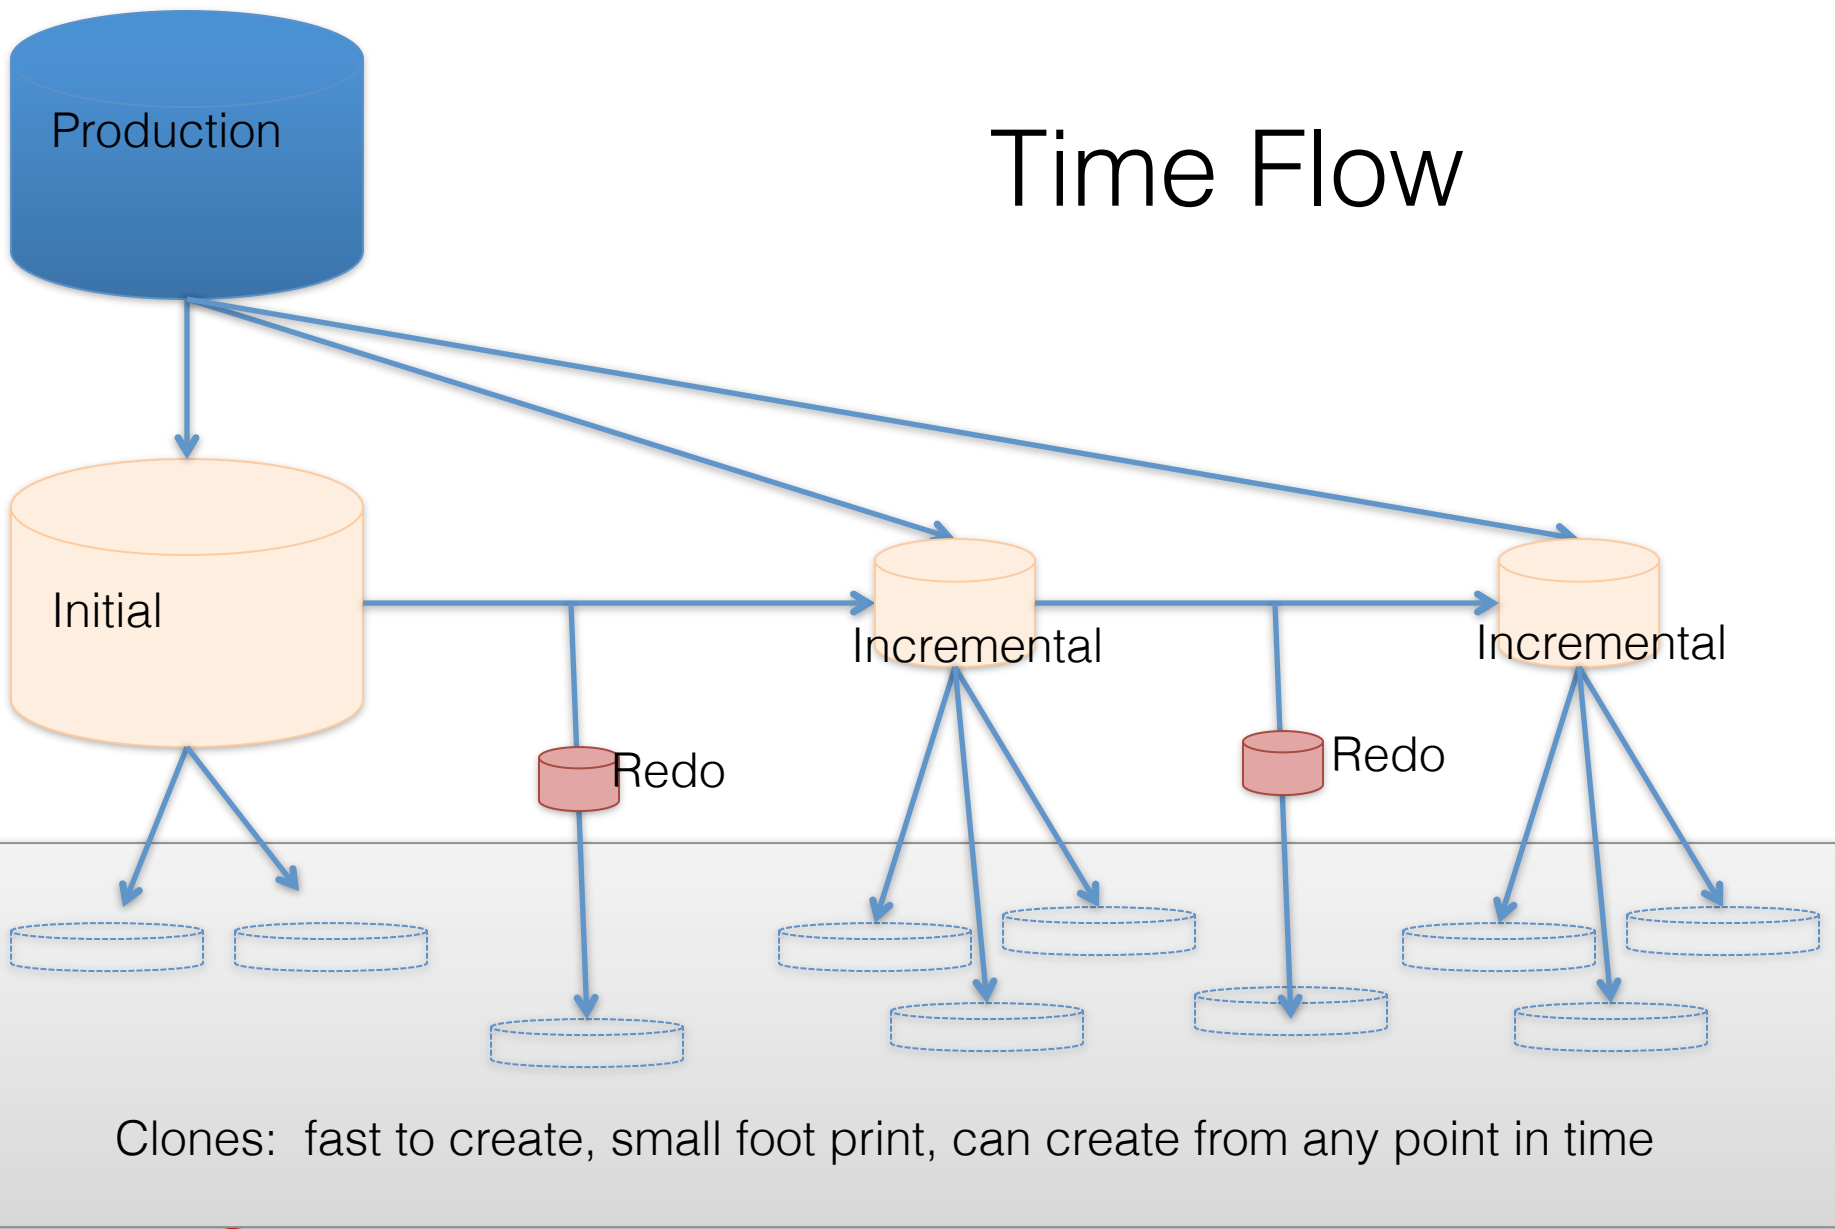 Production
Time Flow
Initial
Incremental
Incremental
Redo
Redo
Clones:  fast to create, small foot print, can create from any point in time